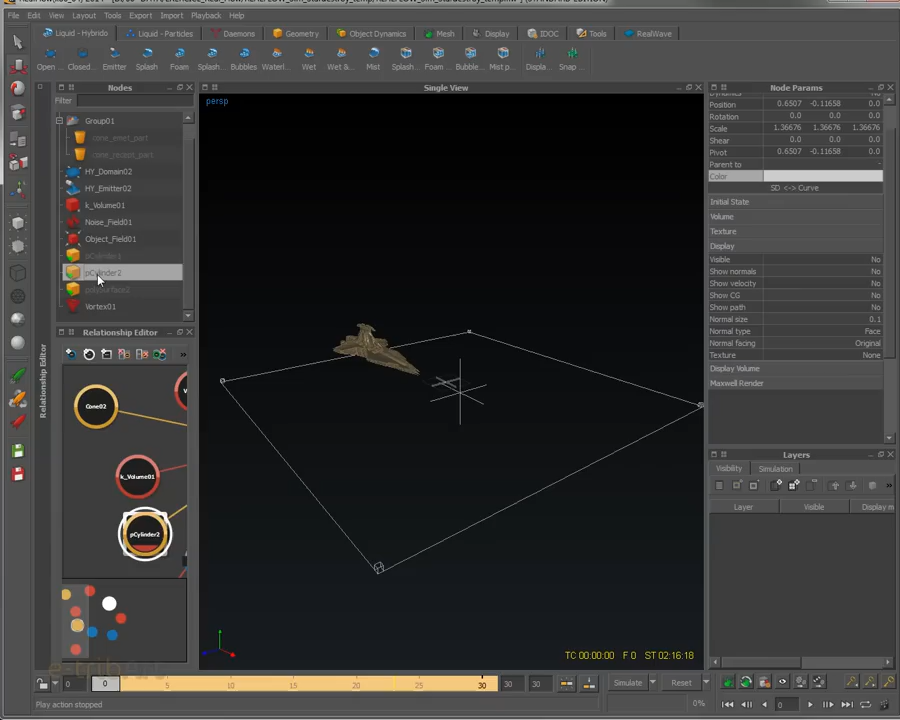 File Edit View Layout Tools Export Import Playback Help
Liquid - Hybrido Liquid - Particles Daemons Geometry Object Dynamics Mesh Display IDOC Tools RealWave
Open ... Closed... Emitter Splash Foam Splash... Bubbles Waterl... Wet Wet &... Mist Splash... Foam ... Bubble... Mist p... Displa... Snap ...
Nodes
Filter
Group01
HY_Domain02
HY_Emitter02
k_Volume01
Noise_Field01
Object_Field01
pCylinder1
pCylinder2
polySurface2
Vortex01
Relationship Editor
Relationship Editor
Cone02
k_Volume01
pCylinder2
Single View
persp
TC 00:00:00 F 0 ST 02:16:18
Node Params
Position 0.6507 -0.11658 0.0
Rotation 0.0 0.0 0.0
Scale 1.36676 1.36676 1.36676
Shear 0.0 0.0 0.0
Pivot 0.6507 -0.11658 0.0
Parent to -
Color
SD <-> Curve
Initial State
Volume
Texture
Display
Visible No
Show normals No
Show velocity No
Show CG No
Show points No
Normal size 0.1
Normal type Face
Normal facing Original
Texture None
Display Volume
Maxwell Render
Layers
Visibility Simulation
Layer Visible Display m
0 0 5 10 15 20 25 30 30 30 Simulate Reset
Play action stopped 0% 0